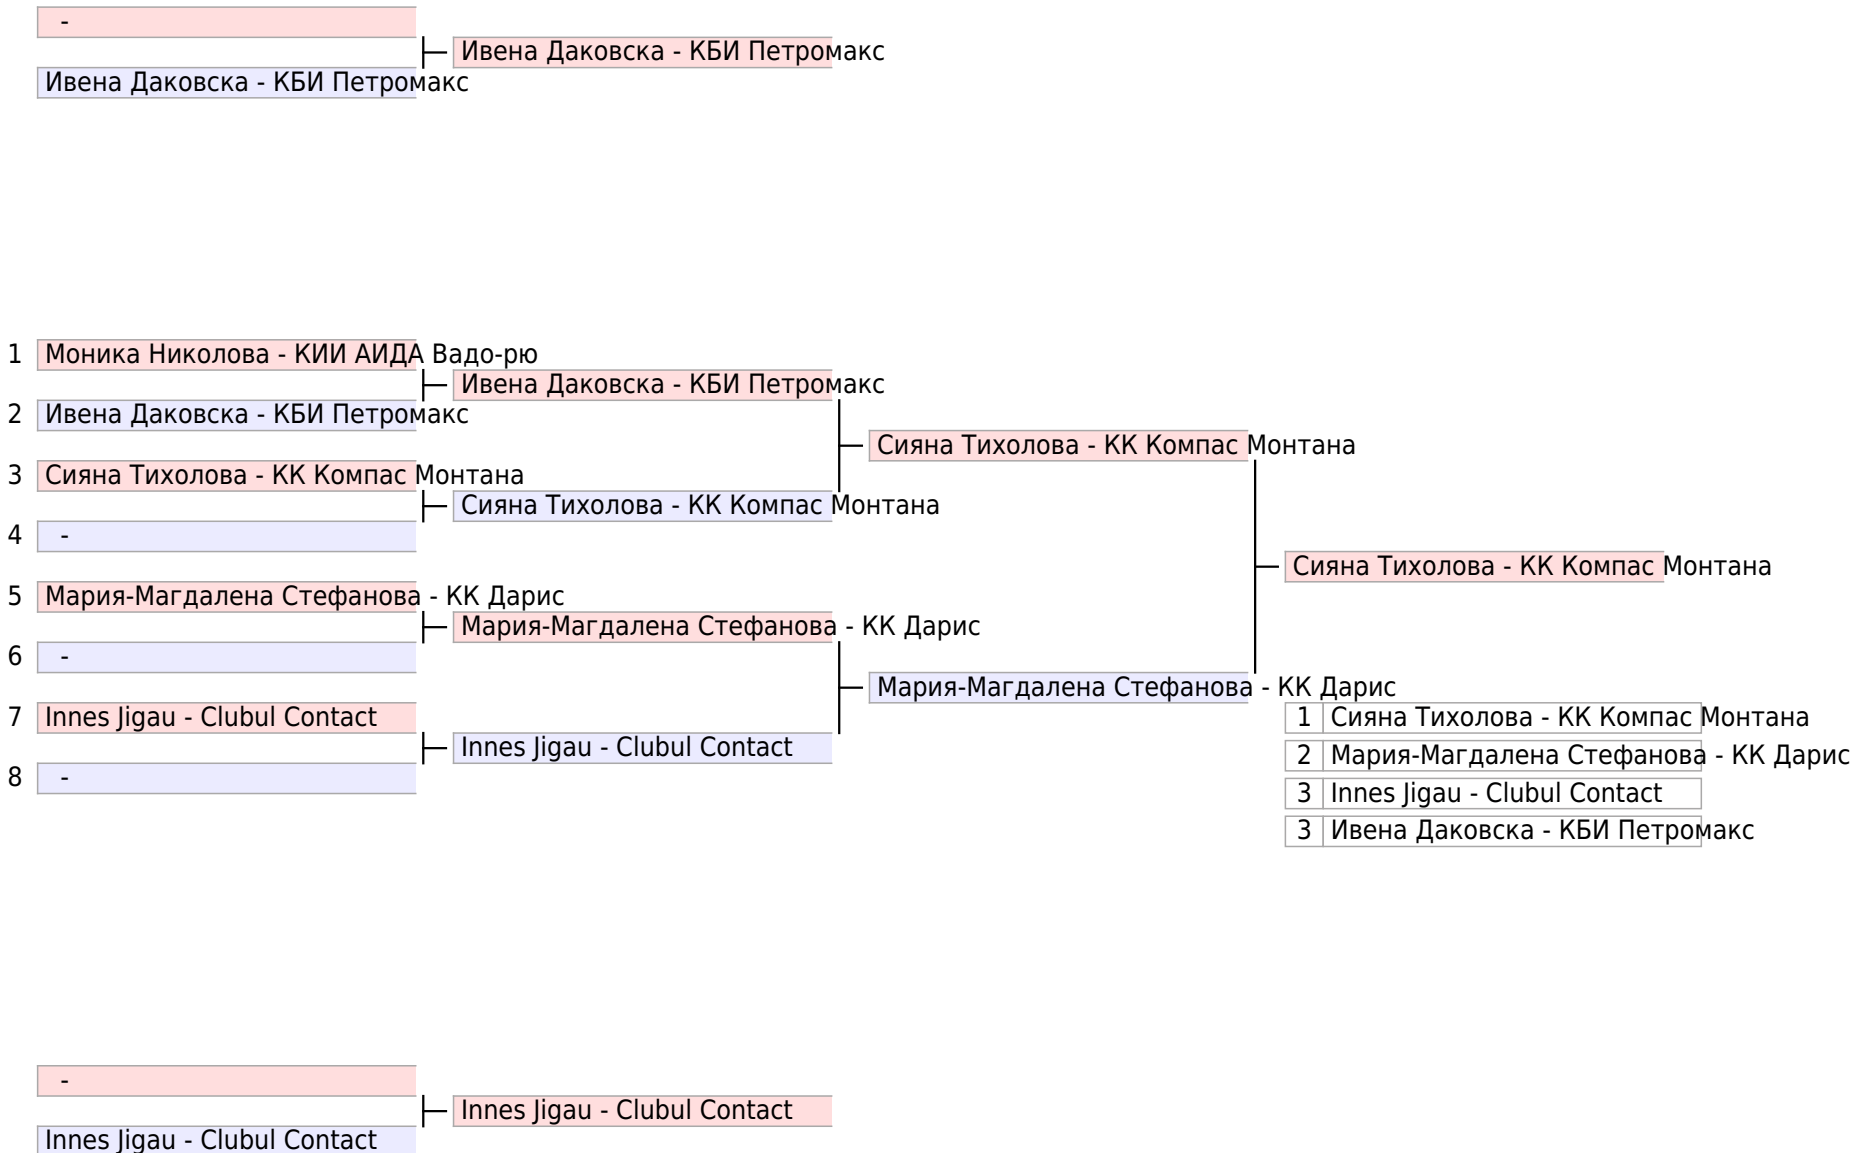 -
Ивена Даковска - КБИ Петромакс
Ивена Даковска - КБИ Петромакс
1 Моника Николова - КИИ АИДА Вадо-рю
Ивена Даковска - КБИ Петромакс
2 Ивена Даковска - КБИ Петромакс
Сияна Тихолова - КК Компас Монтана
3 Сияна Тихолова - КК Компас Монтана
Сияна Тихолова - КК Компас Монтана
4 -
Сияна Тихолова - КК Компас Монтана
5 Мария-Магдалена Стефанова - КК Дарис
Мария-Магдалена Стефанова - КК Дарис
6 -
Мария-Магдалена Стефанова - КК Дарис
7 Innes Jigau - Clubul Contact
1 Сияна Тихолова - КК Компас Монтана
Innes Jigau - Clubul Contact
2 Мария-Магдалена Стефанова - КК Дарис
8 -
3 Innes Jigau - Clubul Contact
3 Ивена Даковска - КБИ Петромакс
-
Innes Jigau - Clubul Contact
Innes Jigau - Clubul Contact